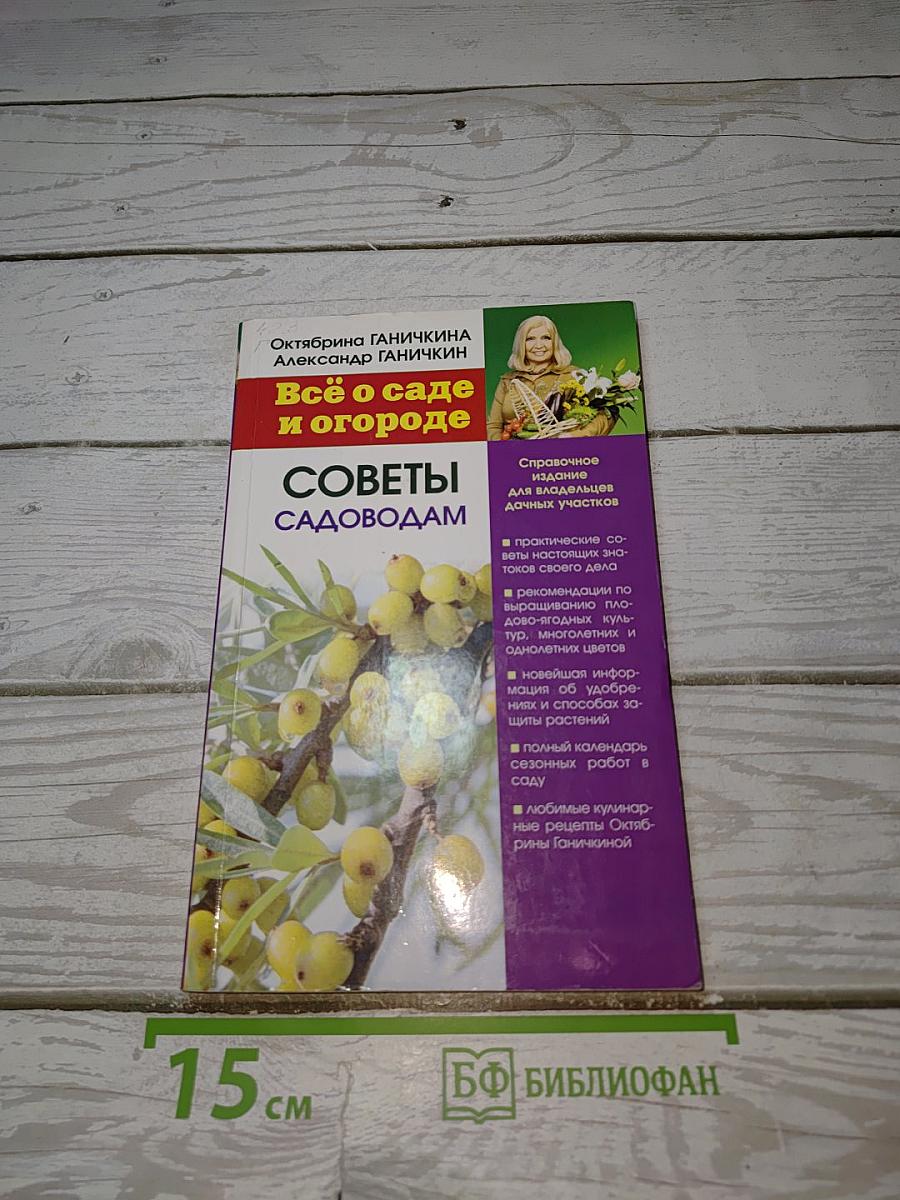 Октябрина ГАНИЧКИНА
Александр ГАНИЧКИН
Всё о саде
и огороде
СОВЕТЫ
САДОВОДАМ
Справочное
издание
для владельцев
дачных участков
практические со-
веты настоящих зна-
токов своего дела
рекомендации по
выращиванию пло-
дово-ягодных куль-
тур, многолетних и
однолетних цветов
новейшая инфор-
мация об удобре-
ниях и способах за-
щиты растений
полный календарь
сезонных работ в
саду
любимые кулинар-
ные рецепты Октяб-
рины Ганичкиной
15 см
БФ БИБЛИОФАН